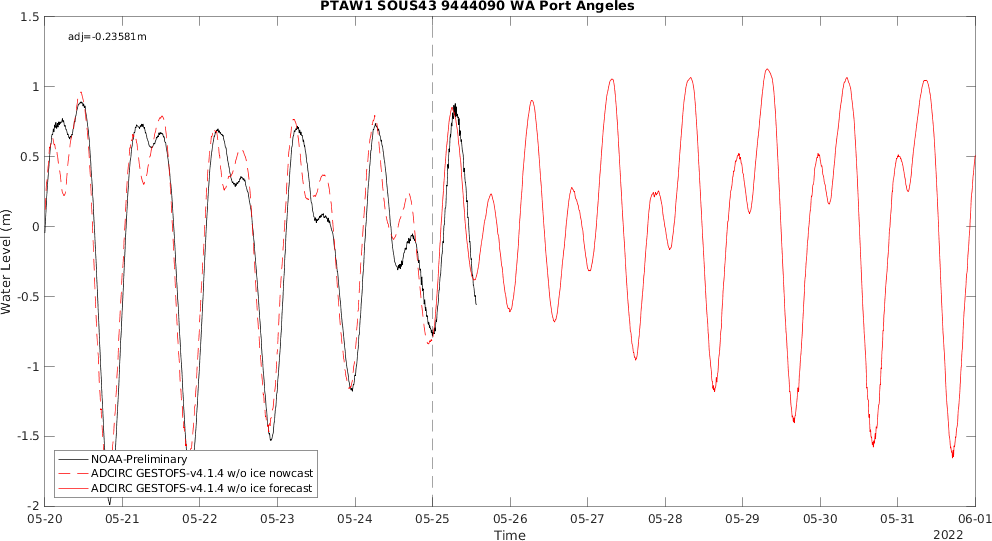 PTAW1 SOUS43 9444090 WA Port Angeles
adj=-0.23581m
1.5
1
0.5
0
-0.5
-1
-1.5
-2
Water Level (m)
NOAA-Preliminary
ADCIRC GESTOFS-v4.1.4 w/o ice nowcast
ADCIRC GESTOFS-v4.1.4 w/o ice forecast
05-20 05-21 05-22 05-23 05-24 05-25 05-26 05-27 05-28 05-29 05-30 05-31 06-01
Time
2022